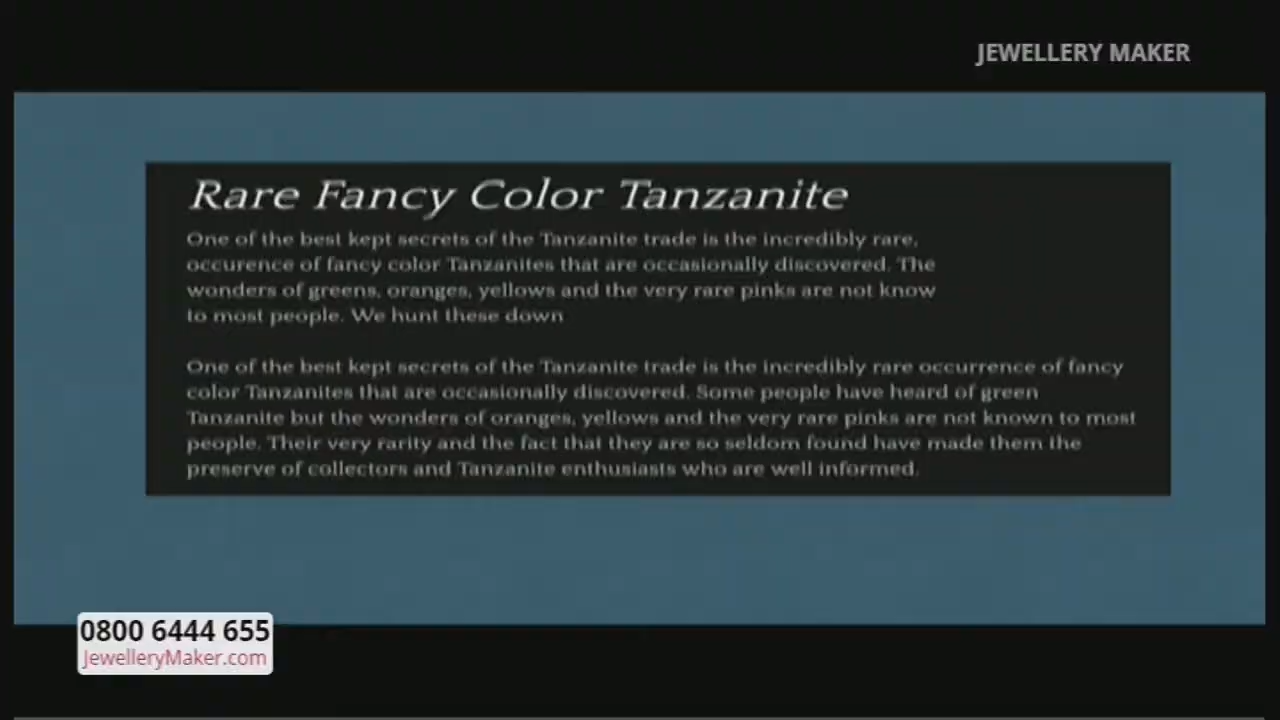 JEWELLERY MAKER
Rare Fancy Color Tanzanite
One of the best kept secrets of the Tanzanite trade is the incredibly rare,
occurence of fancy color Tanzanites that are occasionally discovered. The
wonders of greens, oranges, yellows and the very rare pinks are not know
to most people. We hunt these down
One of the best kept secrets of the Tanzanite trade is the incredibly rare occurrence of fancy
color Tanzanites that are occasionally discovered. Some people have heard of green
Tanzanite but the wonders of oranges, yellows and the very rare pinks are not known to most
people. Their very rarity and the fact that they are so seldom found have made them the
preserve of collectors and Tanzanite enthusiasts who are well informed.
0800 6444 655
JewelleryMaker.com